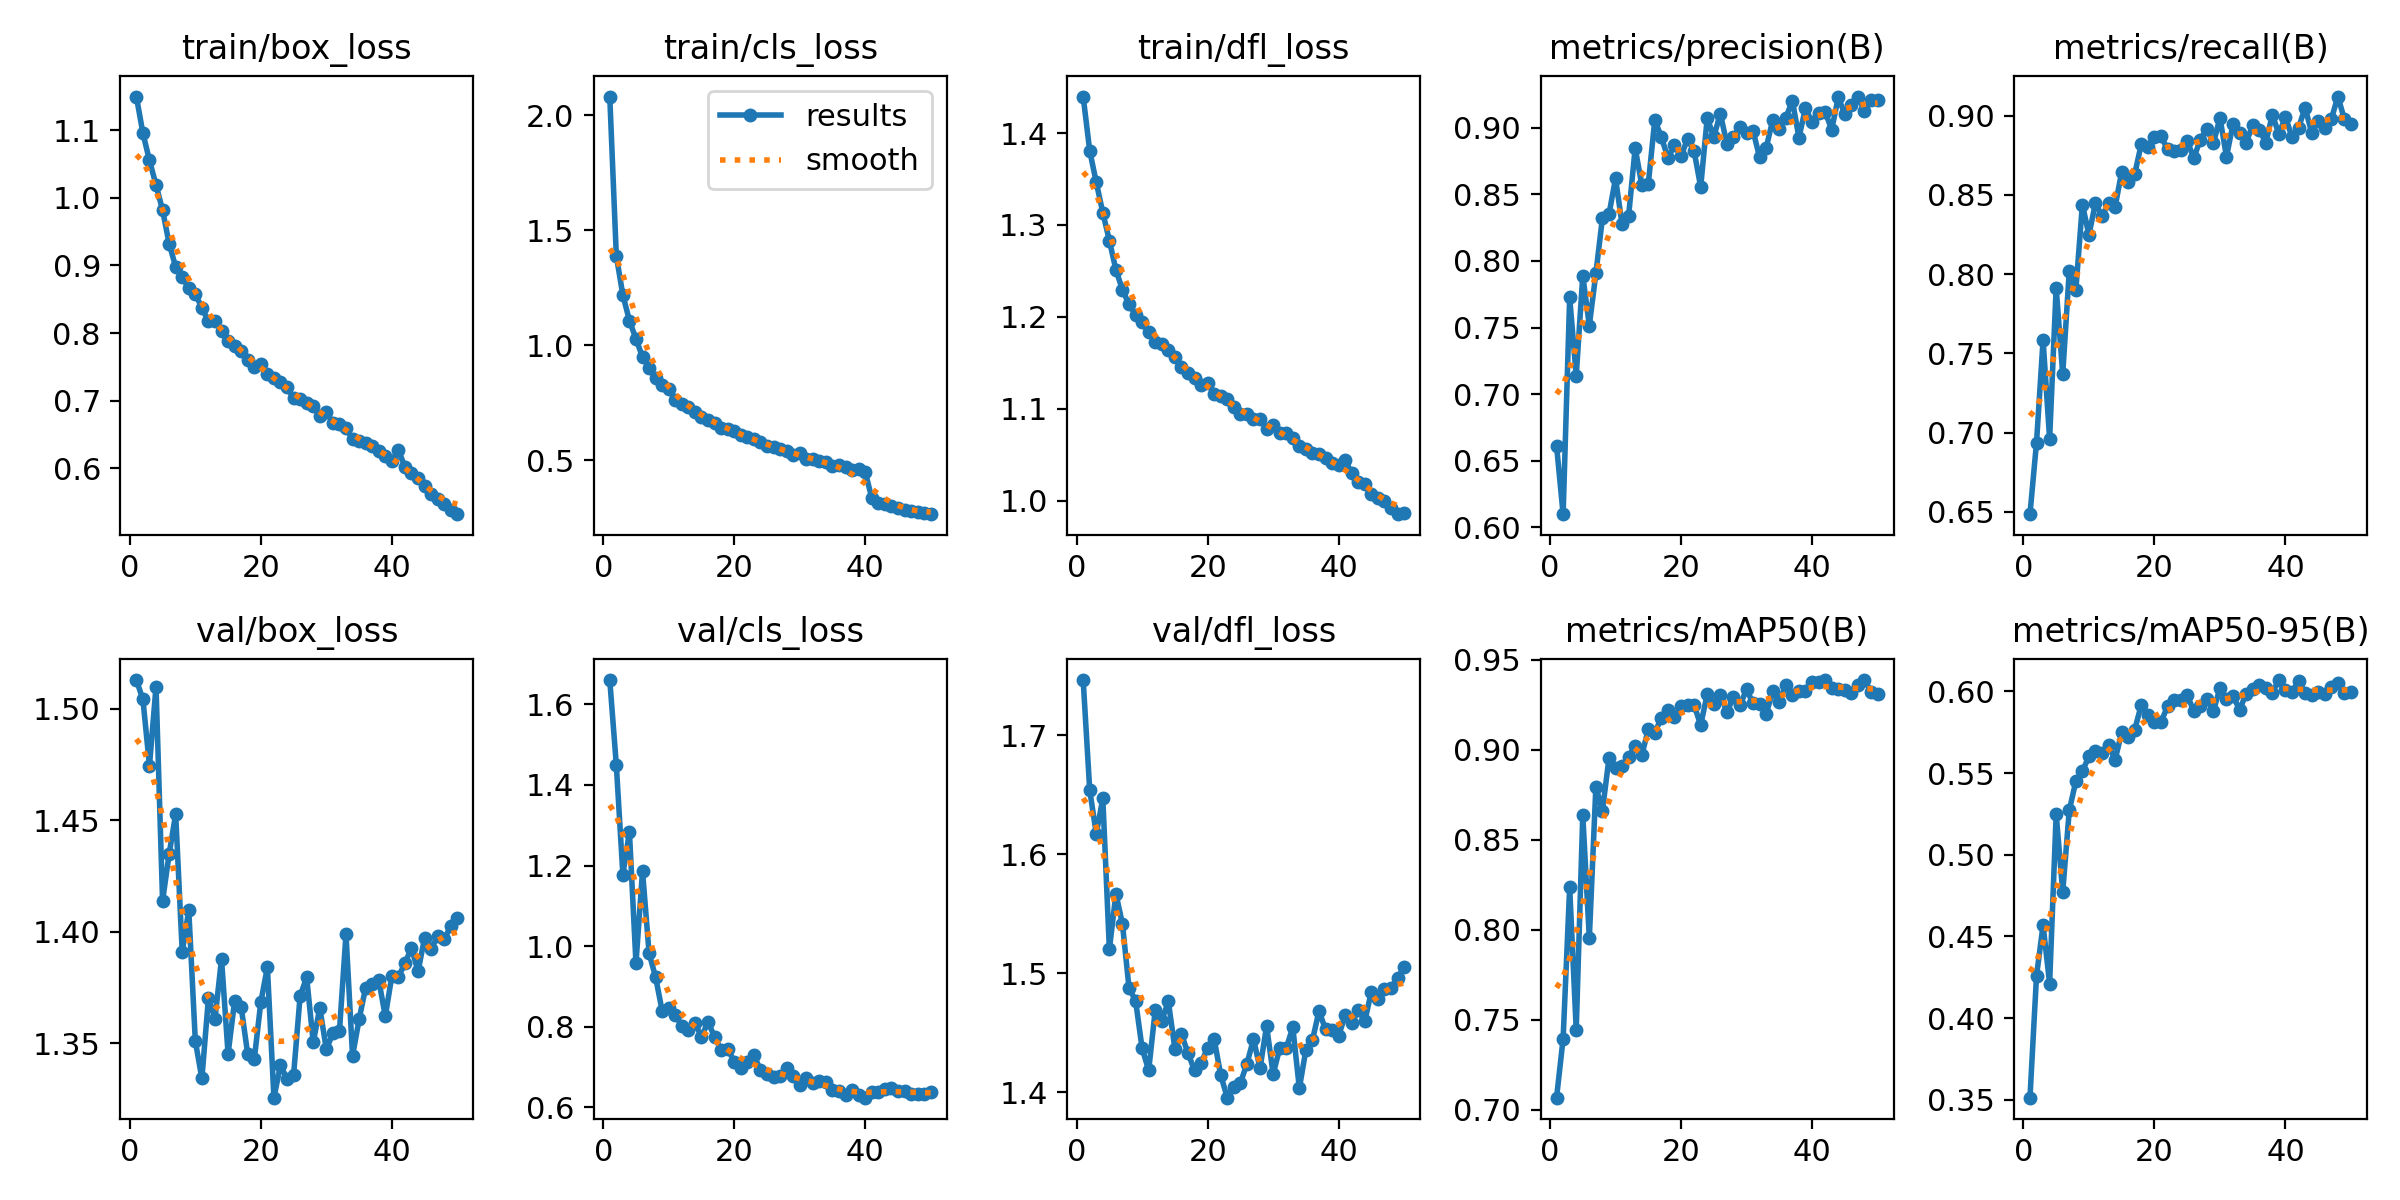 train/box_loss
train/cls_loss
train/dfl_loss
metrics/precision(B)
metrics/recall(B)
results
smooth
1.1
1.0
0.9
0.8
0.7
0.6
0 20 40
2.0
1.5
1.0
0.5
0 20 40
1.4
1.3
1.2
1.1
1.0
0 20 40
0.90
0.85
0.80
0.75
0.70
0.65
0.60
0 20 40
0.90
0.85
0.80
0.75
0.70
0.65
0 20 40
val/box_loss
val/cls_loss
val/dfl_loss
metrics/mAP50(B)
metrics/mAP50-95(B)
1.50
1.45
1.40
1.35
0 20 40
1.6
1.4
1.2
1.0
0.8
0.6
0 20 40
1.7
1.6
1.5
1.4
0 20 40
0.95
0.90
0.85
0.80
0.75
0.70
0 20 40
0.60
0.55
0.50
0.45
0.40
0.35
0 20 40